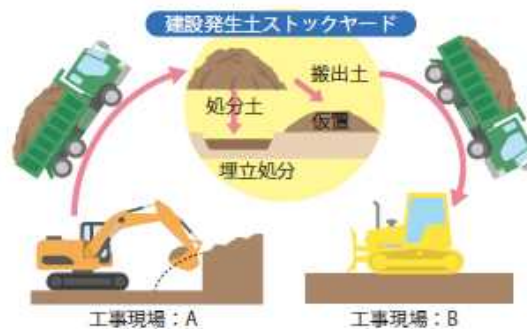 建設発生土ストックヤード
搬出土
処分土
仮置
埋立処分
工事現場：A
工事現場：B